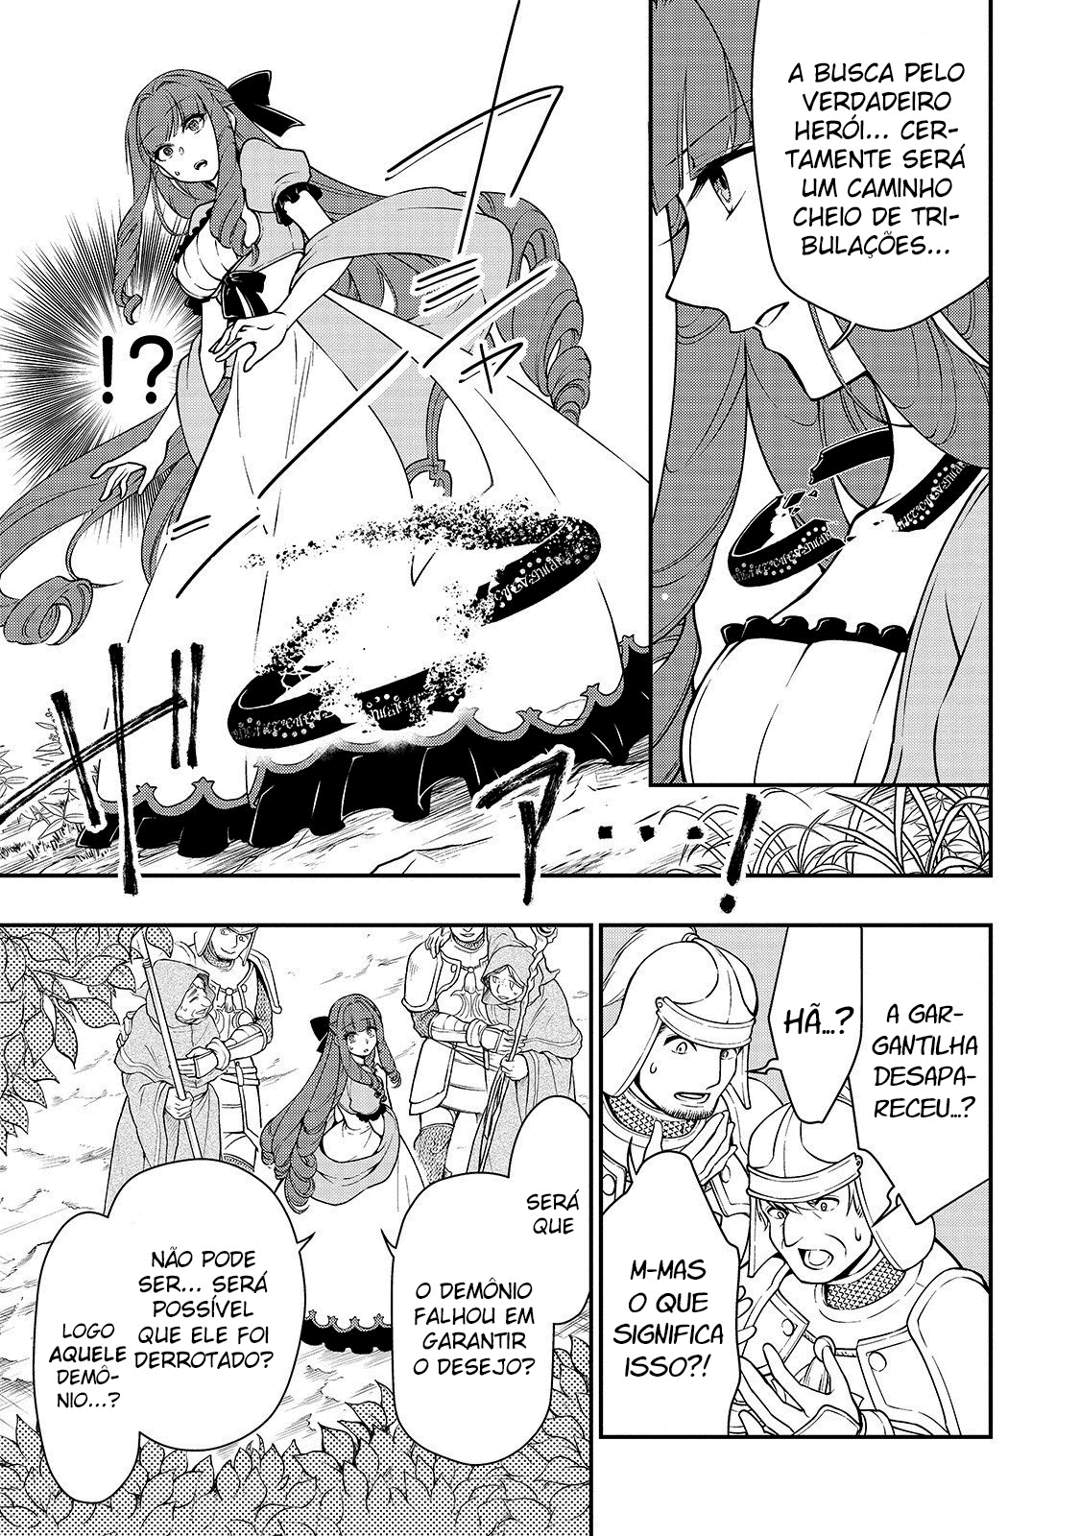 A BUSCA PELO
VERDADEIRO
HERÓI... CER-
TAMENTE SERÁ
UM CAMINHO
CHEIO DE TRI-
BULAÇÕES...
!?
ア...!
HÃ...?
A GAR-
GANTILHA
DESAPA-
RECEU...?
M-MAS
O QUE
SIGNIFICA
ISSO?!
SERÁ
QUE
O DEMÔNIO
FALHOU EM
GARANTIR
O DESEJO?
NÃO PODE
SER... SERÁ
POSSÍVEL
QUE ELE FOI
DERROTADO?
LOGO
AQUELE
DEMÔ-
NIO...?